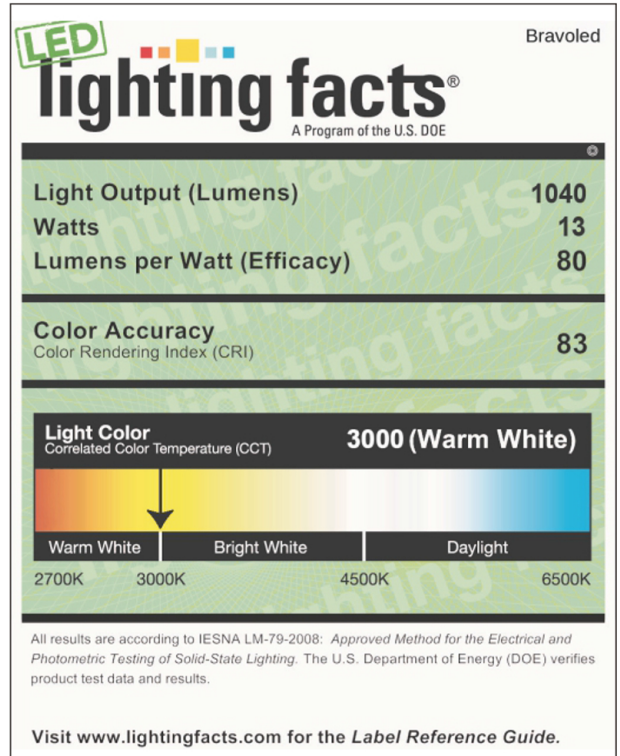 Bravoled
LED
lighting facts®
A Program of the U.S. DOE
Light Output (Lumens) 1040
Watts 13
Lumens per Watt (Efficacy) 80
Color Accuracy
Color Rendering Index (CRI) 83
Light Color
Correlated Color Temperature (CCT) 3000 (Warm White)
Warm White Bright White Daylight
2700K 3000K 4500K 6500K
All results are according to IESNA LM-79-2008: Approved Method for the Electrical and
Photometric Testing of Solid-State Lighting. The U.S. Department of Energy (DOE) verifies
product test data and results.
Visit www.lightingfacts.com for the Label Reference Guide.